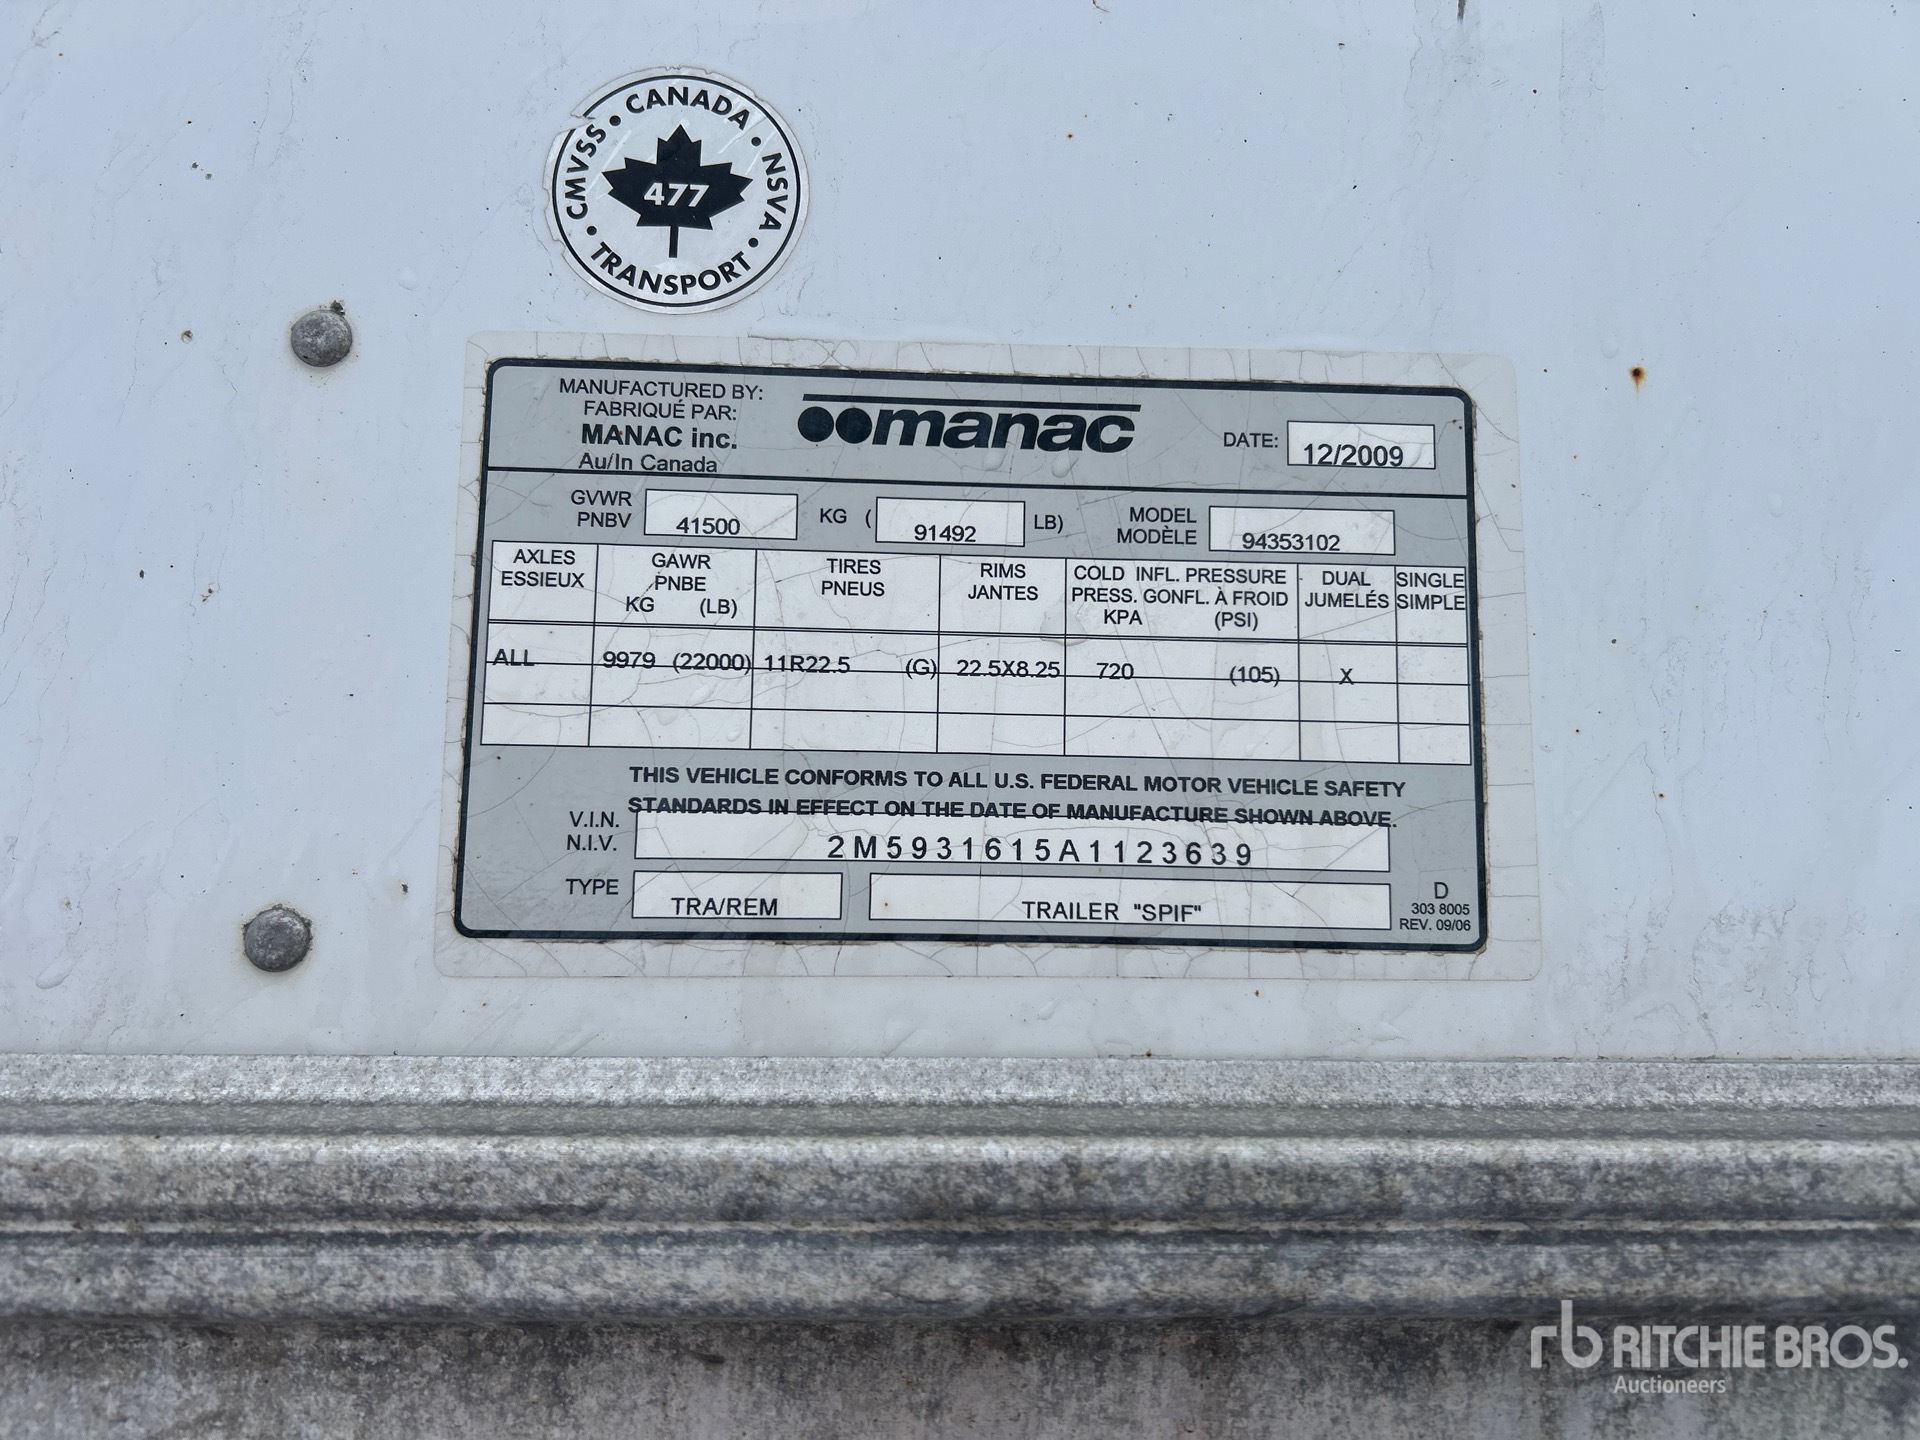 CANADA • NSVA • TRANSPORT • CMVSS •
477
MANUFACTURED BY:
FABRIQUÉ PAR:
MANAC inc.
Au/In Canada
manac
DATE: 12/2009
GVWR
PNBV
41500 KG ( 91492 LB)
MODEL
MODÈLE
94353102
AXLES
ESSIEUX
GAWR
PNBE
KG (LB)
TIRES
PNEUS
RIMS
JANTES
COLD INFL. PRESSURE
PRESS. GONFL. À FROID
KPA (PSI)
DUAL
JUMELÉS
SINGLE
SIMPLE
ALL 9979 (22000) 11R22.5 (G) 22.5X8.25 720 (105) X
THIS VEHICLE CONFORMS TO ALL U.S. FEDERAL MOTOR VEHICLE SAFETY
STANDARDS IN EFFECT ON THE DATE OF MANUFACTURE SHOWN ABOVE.
V.I.N.
N.I.V.
2M5931615A1123639
TYPE TRA/REM TRAILER "SPIF"
D
303 8005
REV. 09/06
rb RITCHIE BROS.
Auctioneers